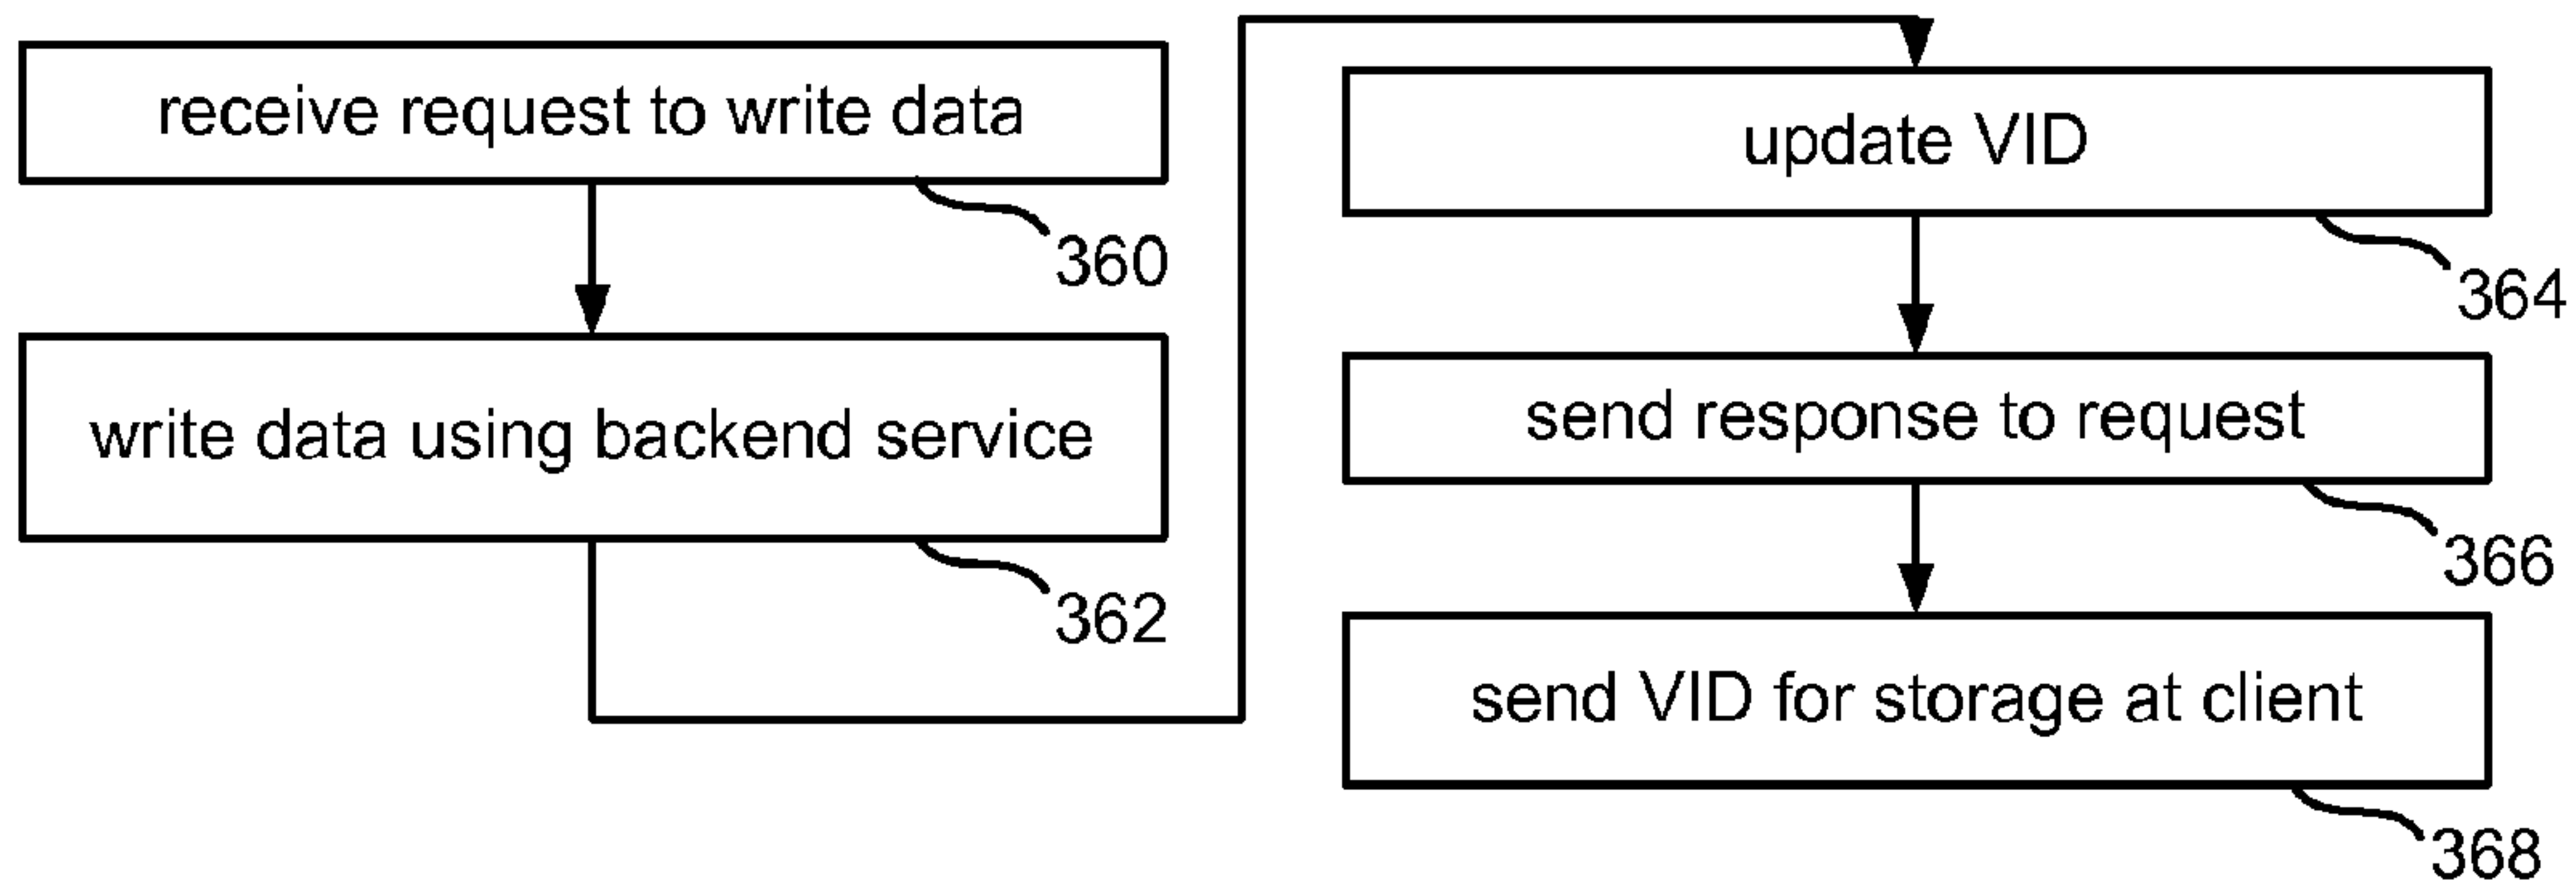 receive request to write data
360
write data using backend service
362
update VID
364
send response to request
366
send VID for storage at client
368